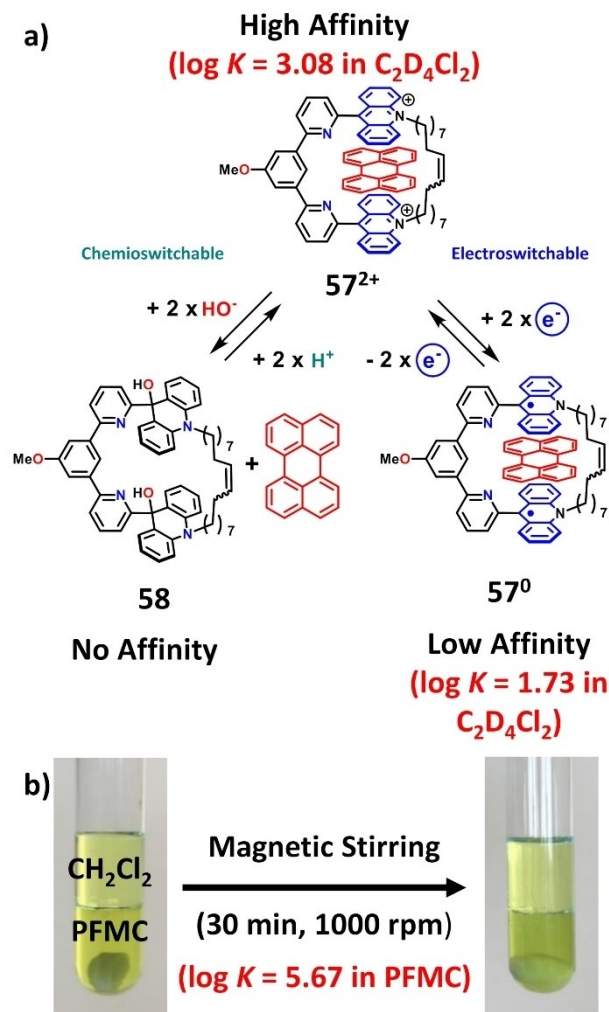 a)
High Affinity
(log K = 3.08 in C₂D₄Cl₂)
⊕
N
( )₇
N
MeO
N
⊕
N
( )₇
Chemioswitchable
57²⁺
Electroswitchable
+ 2 x HO⁻
+ 2 x H⁺
- 2 x e⁻
+ 2 x e⁻
HO
N
N
( )₇
MeO
HO
N
N
( )₇
+
•
N
N
( )₇
MeO
N
•
N
( )₇
58
57⁰
No Affinity
Low Affinity
(log K = 1.73 in
C₂D₄Cl₂)
b)
CH₂Cl₂
PFMC
Magnetic Stirring
(30 min, 1000 rpm)
(log K = 5.67 in PFMC)